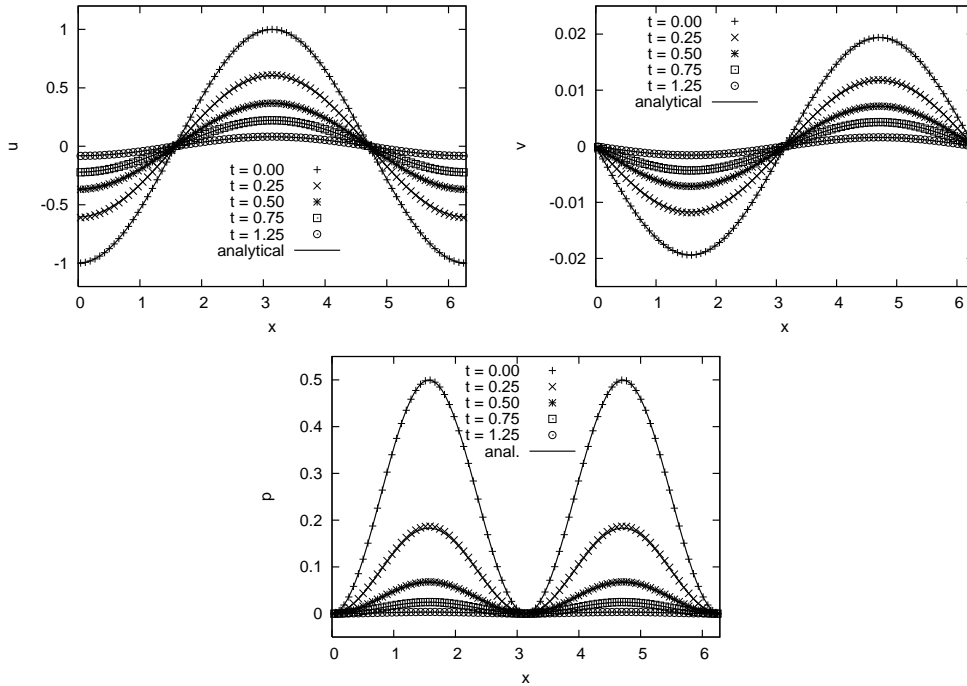 1
0.5
0
-0.5
-1
u
t = 0.00
t = 0.25
t = 0.50
t = 0.75
t = 1.25
analytical
0 1 2 3 4 5 6
x
0.02
0.01
0
-0.01
-0.02
v
t = 0.00
t = 0.25
t = 0.50
t = 0.75
t = 1.25
analytical
0 1 2 3 4 5 6
x
0.5
0.4
0.3
0.2
0.1
0
p
t = 0.00
t = 0.25
t = 0.50
t = 0.75
t = 1.25
anal.
0 1 2 3 4 5 6
x